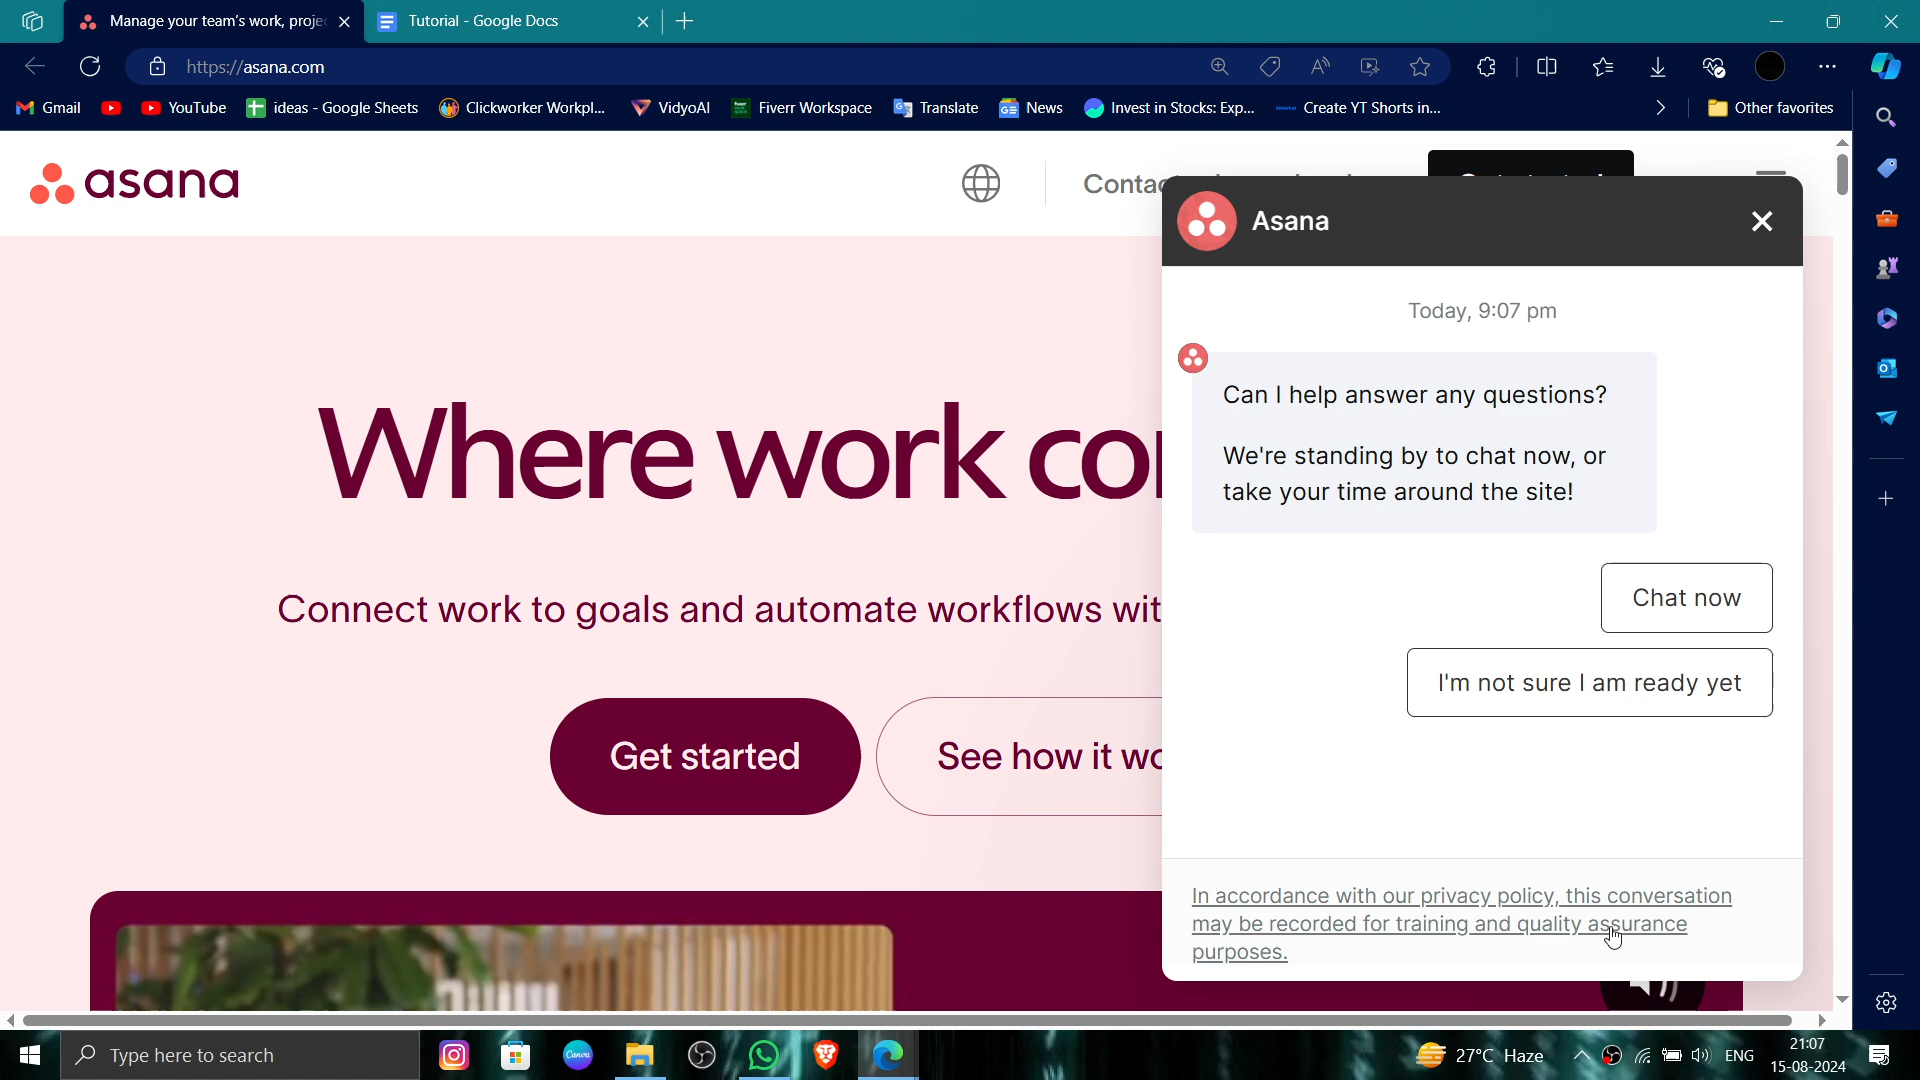 Manage your team's work, proje
Tutorial - Google Docs
https://asana.com
Gmail
YouTube
ideas - Google Sheets
Clickworker Workpl...
VidyoAI
Fiverr Workspace
Translate
News
Invest in Stocks: Exp...
Create YT Shorts in...
Other favorites
asana
Contac
Asana
Today, 9:07 pm
Can I help answer any questions?
We're standing by to chat now, or
take your time around the site!
Chat now
I'm not sure I am ready yet
In accordance with our privacy policy, this conversation
may be recorded for training and quality assurance
purposes.
Where work co
Connect work to goals and automate workflows wit
Get started
See how it wo
Type here to search
Canva
27°C Haze
ENG
21:07
15-08-2024